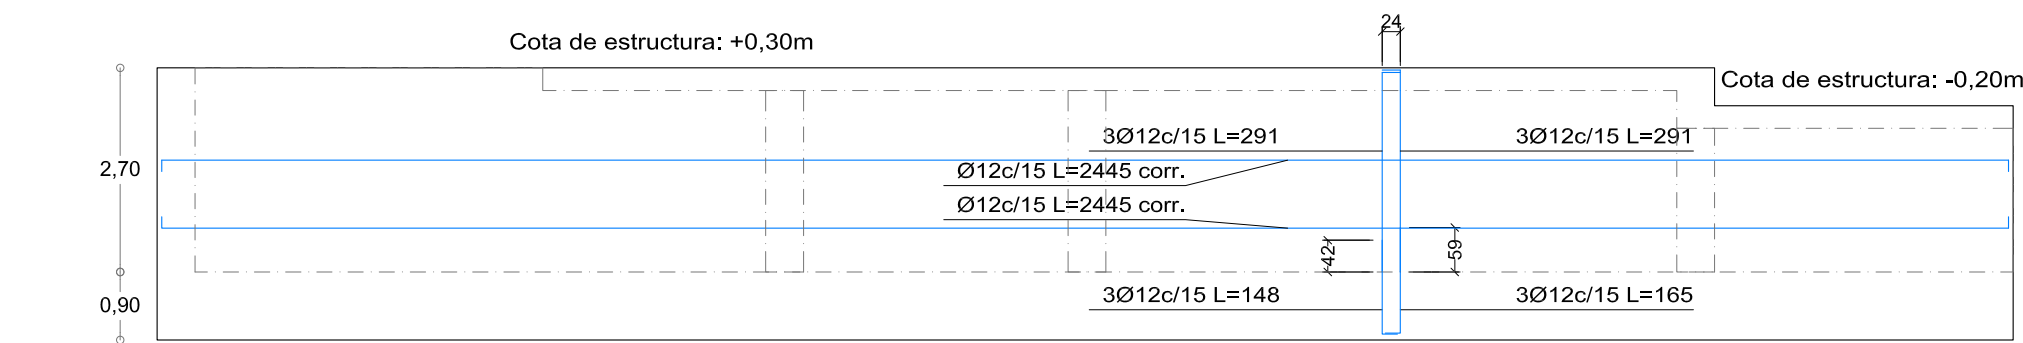 24
Cota de estructura: +0,30m
Cota de estructura: -0,20m
3Ø12c/15 L=291
3Ø12c/15 L=291
2,70
Ø12c/15 L=2445 corr.
Ø12c/15 L=2445 corr.
42
59
3Ø12c/15 L=148
3Ø12c/15 L=165
0,90